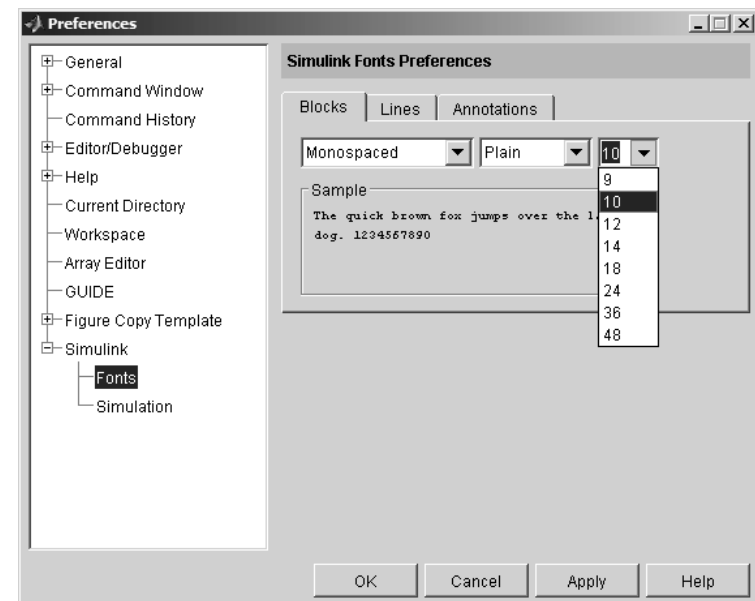 Preferences
General
Command Window
Command History
Editor/Debugger
Help
Current Directory
Workspace
Array Editor
GUIDE
Figure Copy Template
Simulink
Fonts
Simulation
Simulink Fonts Preferences
Blocks Lines Annotations
Monospaced Plain 10
9
10
12
14
18
24
36
48
Sample
The quick brown fox jumps over the
dog. 1234567890
OK Cancel Apply Help